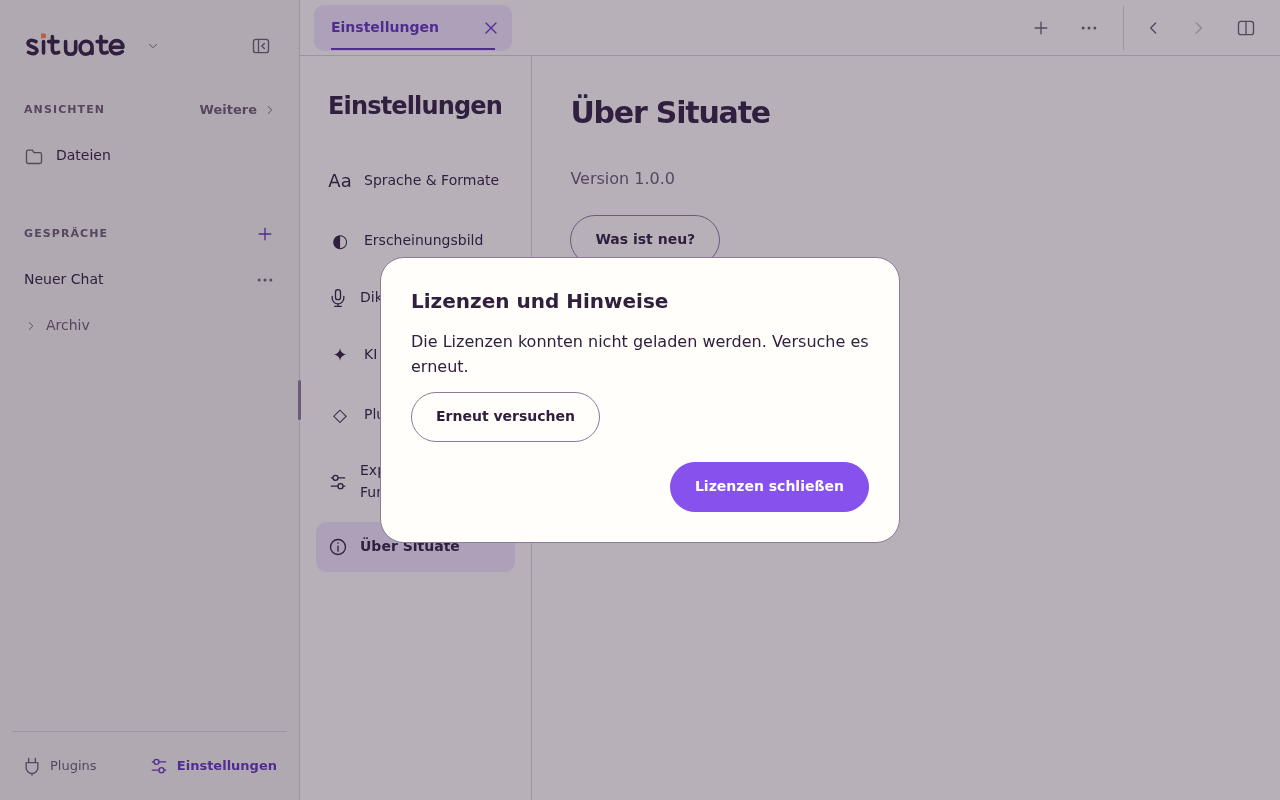 situate
ANSICHTEN
Weitere
Dateien
GESPRÄCHE
Neuer Chat
Archiv
Plugins
Einstellungen
Einstellungen
Einstellungen
Aa Sprache & Formate
Erscheinungsbild
KI
Über Situate
Über Situate
Version 1.0.0
Was ist neu?
Lizenzen und Hinweise
Die Lizenzen konnten nicht geladen werden. Versuche es
erneut.
Erneut versuchen
Lizenzen schließen